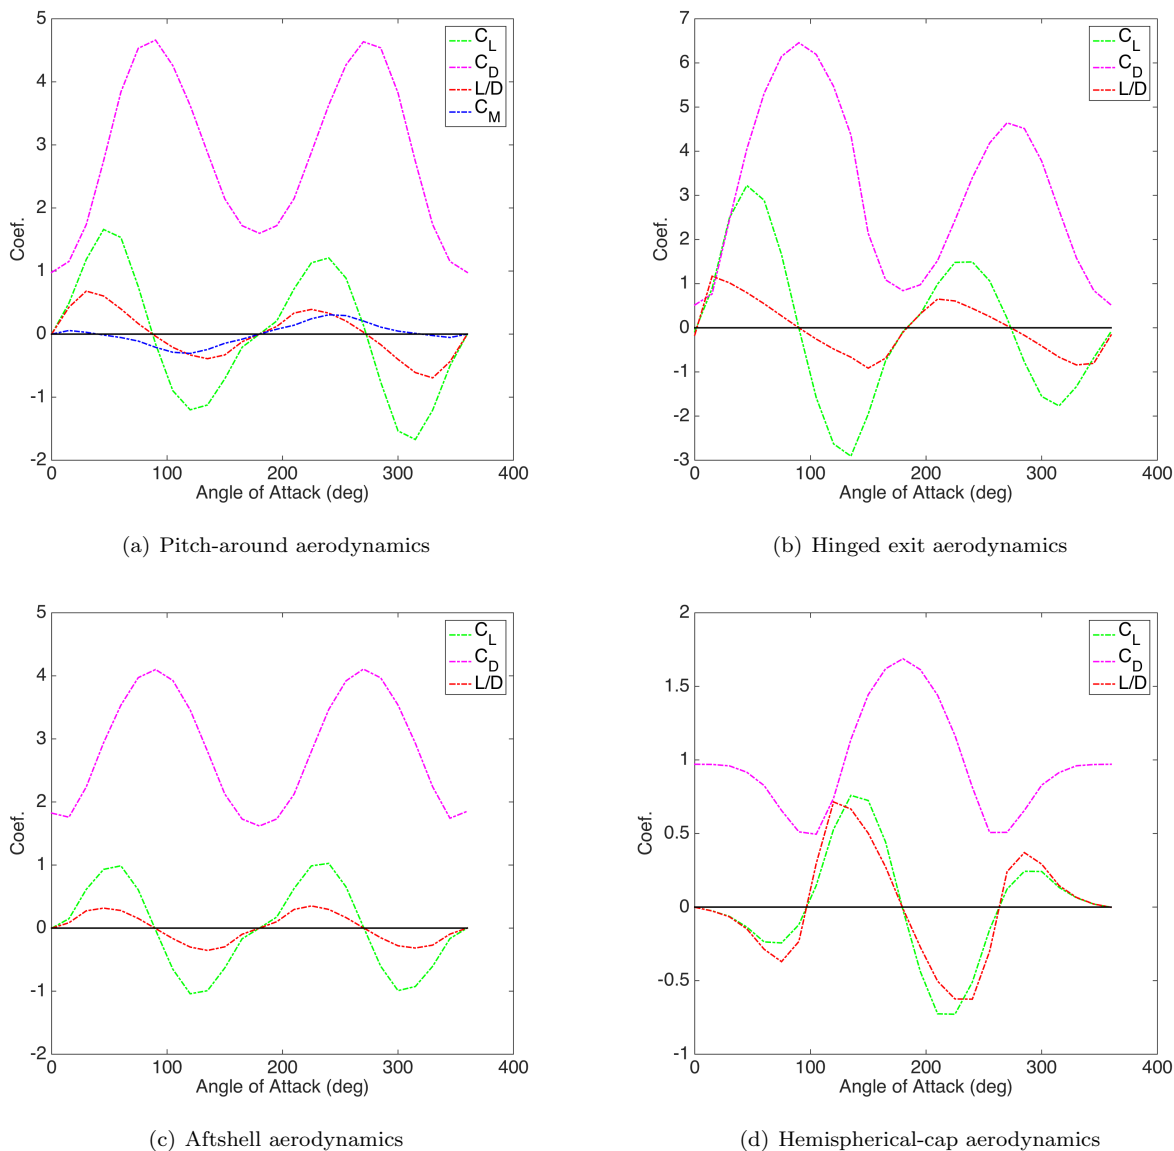 5
4
3
2
1
0
-1
-2
Coef.
0
100
200
300
400
Angle of Attack (deg)
C_L
C_D
L/D
C_M
(a) Pitch-around aerodynamics
7
6
5
4
3
2
1
0
-1
-2
-3
Coef.
0
100
200
300
400
Angle of Attack (deg)
C_L
C_D
L/D
(b) Hinged exit aerodynamics
5
4
3
2
1
0
-1
-2
Coef.
0
100
200
300
400
Angle of Attack (deg)
C_L
C_D
L/D
(c) Aftshell aerodynamics
2
1.5
1
0.5
0
-0.5
-1
Coef.
0
100
200
300
400
Angle of Attack (deg)
C_L
C_D
L/D
(d) Hemispherical-cap aerodynamics